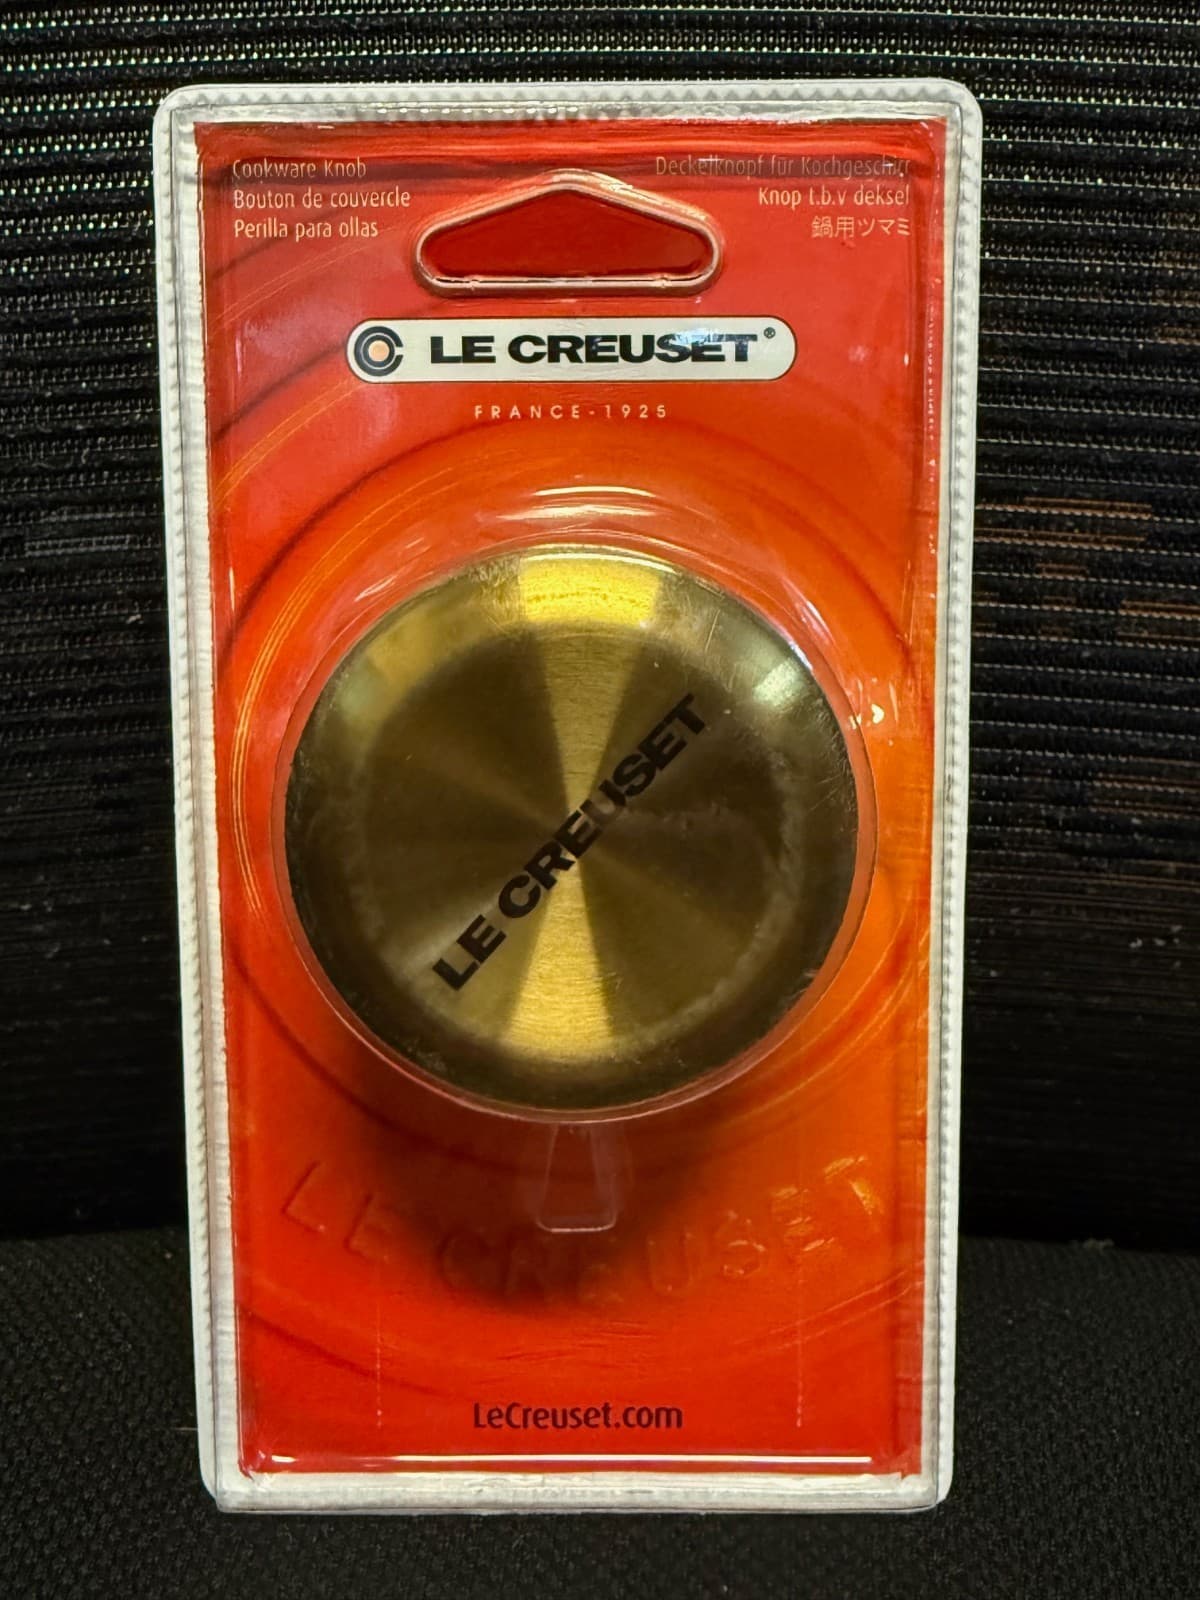 Cookware Knob
Bouton de couvercle
Perilla para ollas
Deckelknopf für Kochgeschirr
Knop t.b.v deksel
鍋用ツマミ
LE CREUSET®
FRANCE-1925
LE CREUSET
LE CREUSET
LeCreuset.com